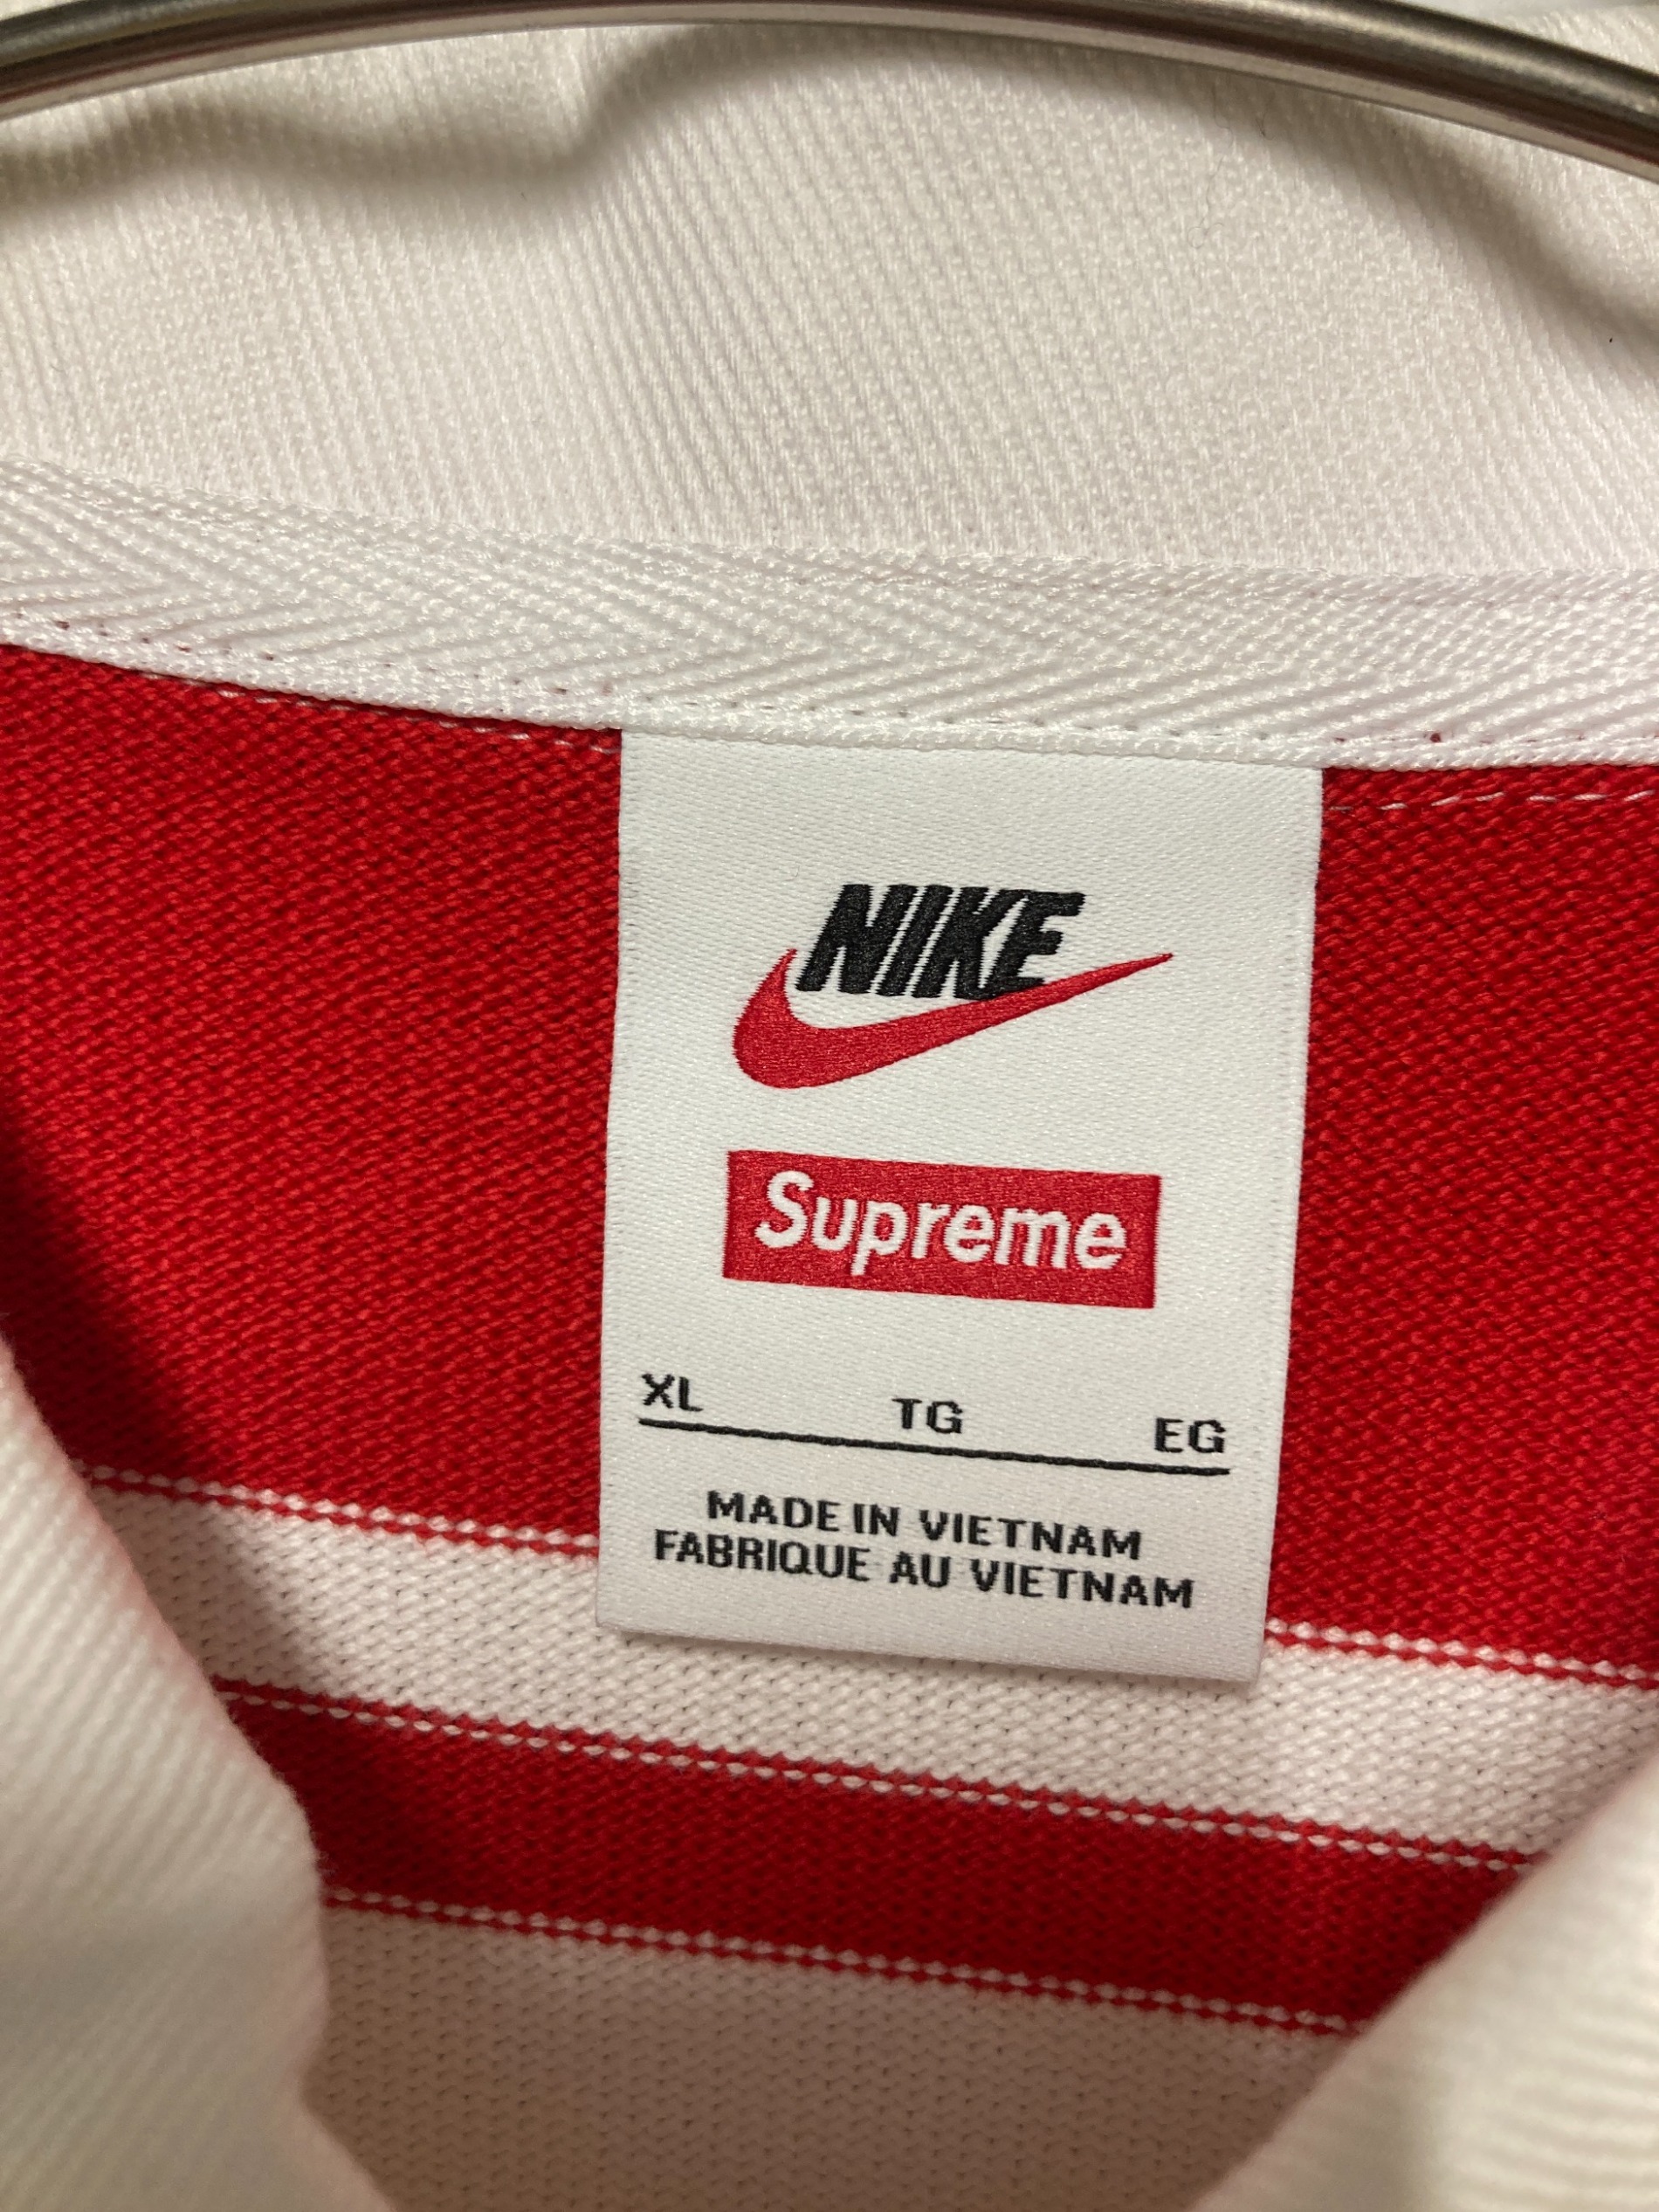 NIKE
Supreme
XL TG EG
MADE IN VIETNAM
FABRIQUE AU VIETNAM